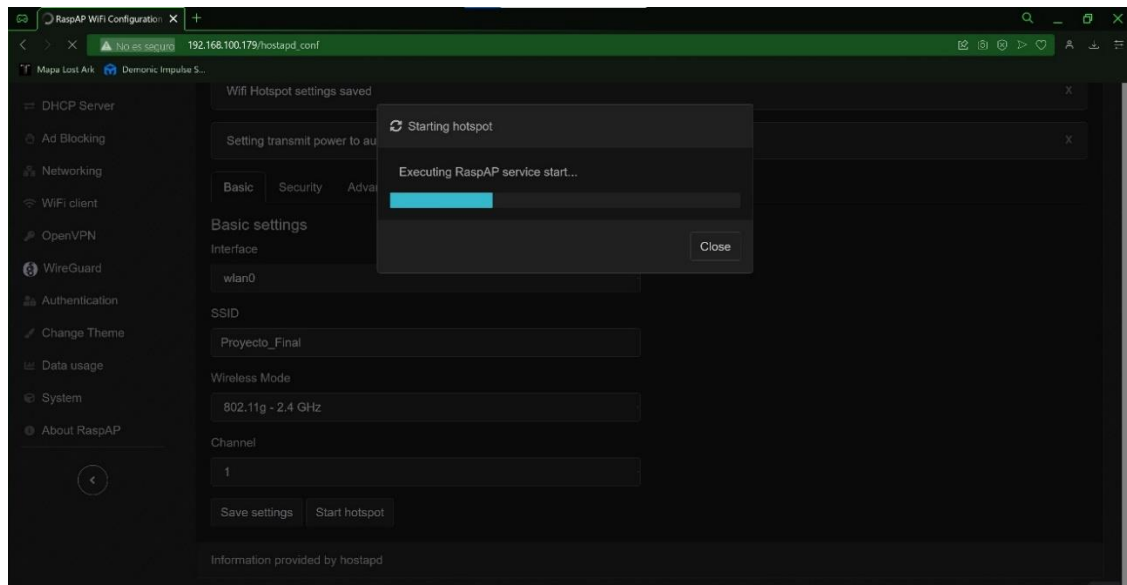 RaspAP WiFi Configuration
No es seguro 192.168.100.179/hostapd_conf
Mapa Lost Ark Demonic Impulse S...
DHCP Server
Ad Blocking
Networking
WiFi client
OpenVPN
WireGuard
Authentication
Change Theme
Data usage
System
About RaspAP
Wifi Hotspot settings saved X
Setting transmit power to au X
Basic Security Adva
Basic settings
Interface
wlan0
SSID
Proyecto_Final
Wireless Mode
802.11g - 2.4 GHz
Channel
1
Save settings Start hotspot
Information provided by hostapd
Starting hotspot
Executing RaspAP service start...
Close